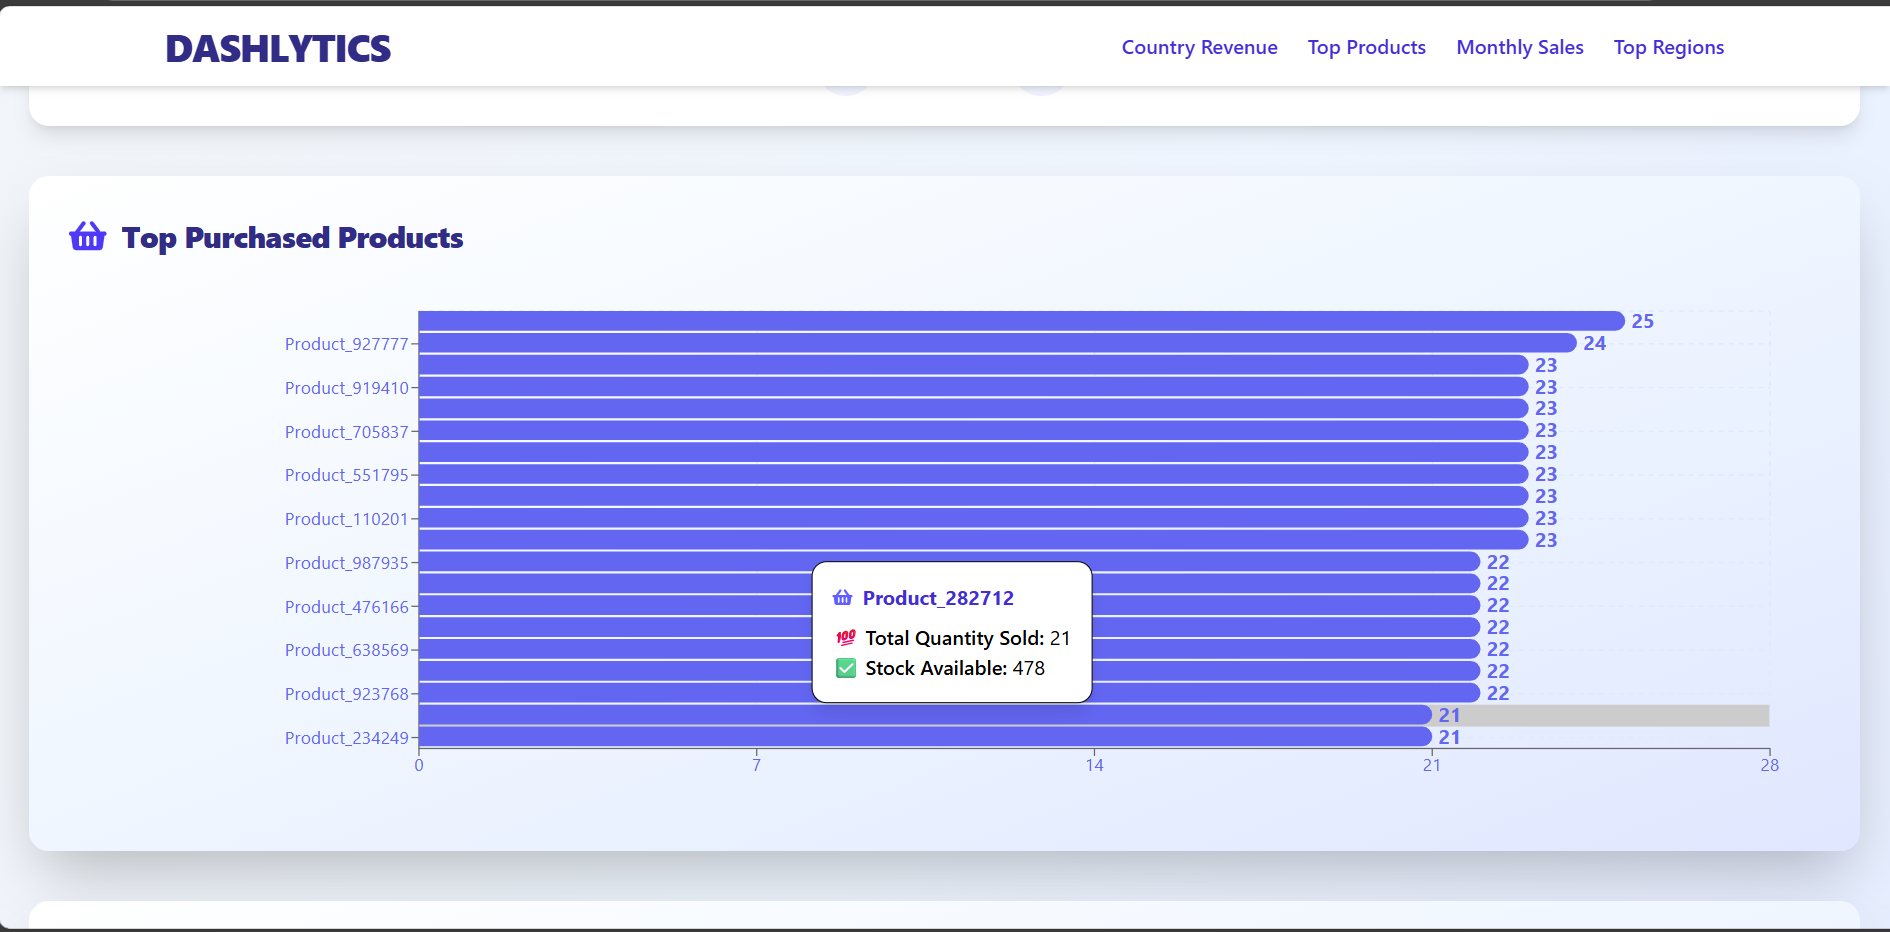 DASHLYTICS
Country Revenue Top Products Monthly Sales Top Regions
Top Purchased Products
25
Product_927777 24
23
Product_919410 23
23
Product_705837 23
23
Product_551795 23
23
Product_110201 23
23
Product_987935 22
22
Product_476166 22
22
Product_638569 22
22
Product_923768 22
21
Product_234249 21
0 7 14 21 28
Product_282712
💯 Total Quantity Sold: 21
✅ Stock Available: 478